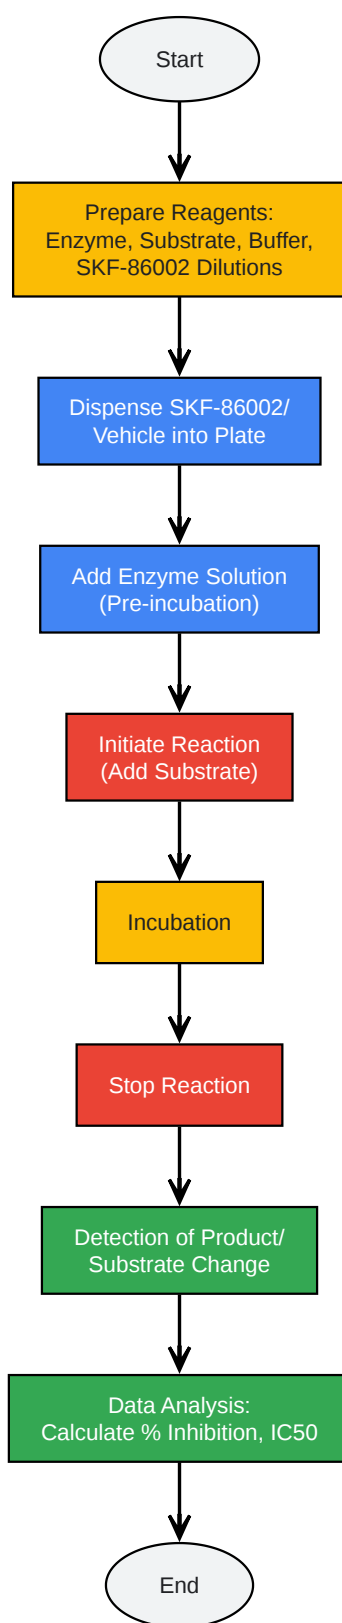 Start
Prepare Reagents:
Enzyme, Substrate, Buffer,
SKF-86002 Dilutions
Dispense SKF-86002/
Vehicle into Plate
Add Enzyme Solution
(Pre-incubation)
Initiate Reaction
(Add Substrate)
Incubation
Stop Reaction
Detection of Product/
Substrate Change
Data Analysis:
Calculate % Inhibition, IC50
End